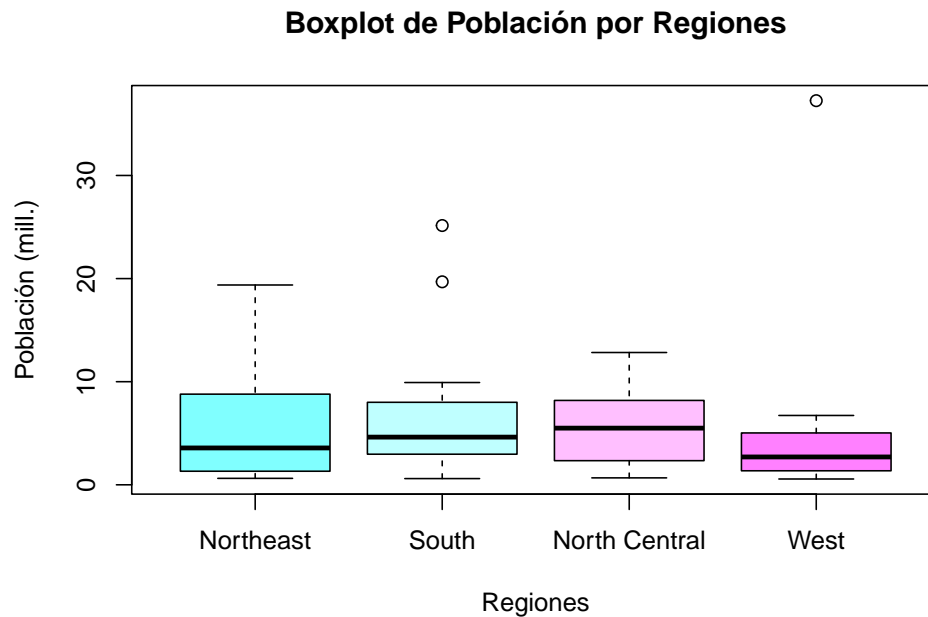 Boxplot de Población por Regiones
Población (mill.)
30
20
10
0
Northeast South North Central West
Regiones